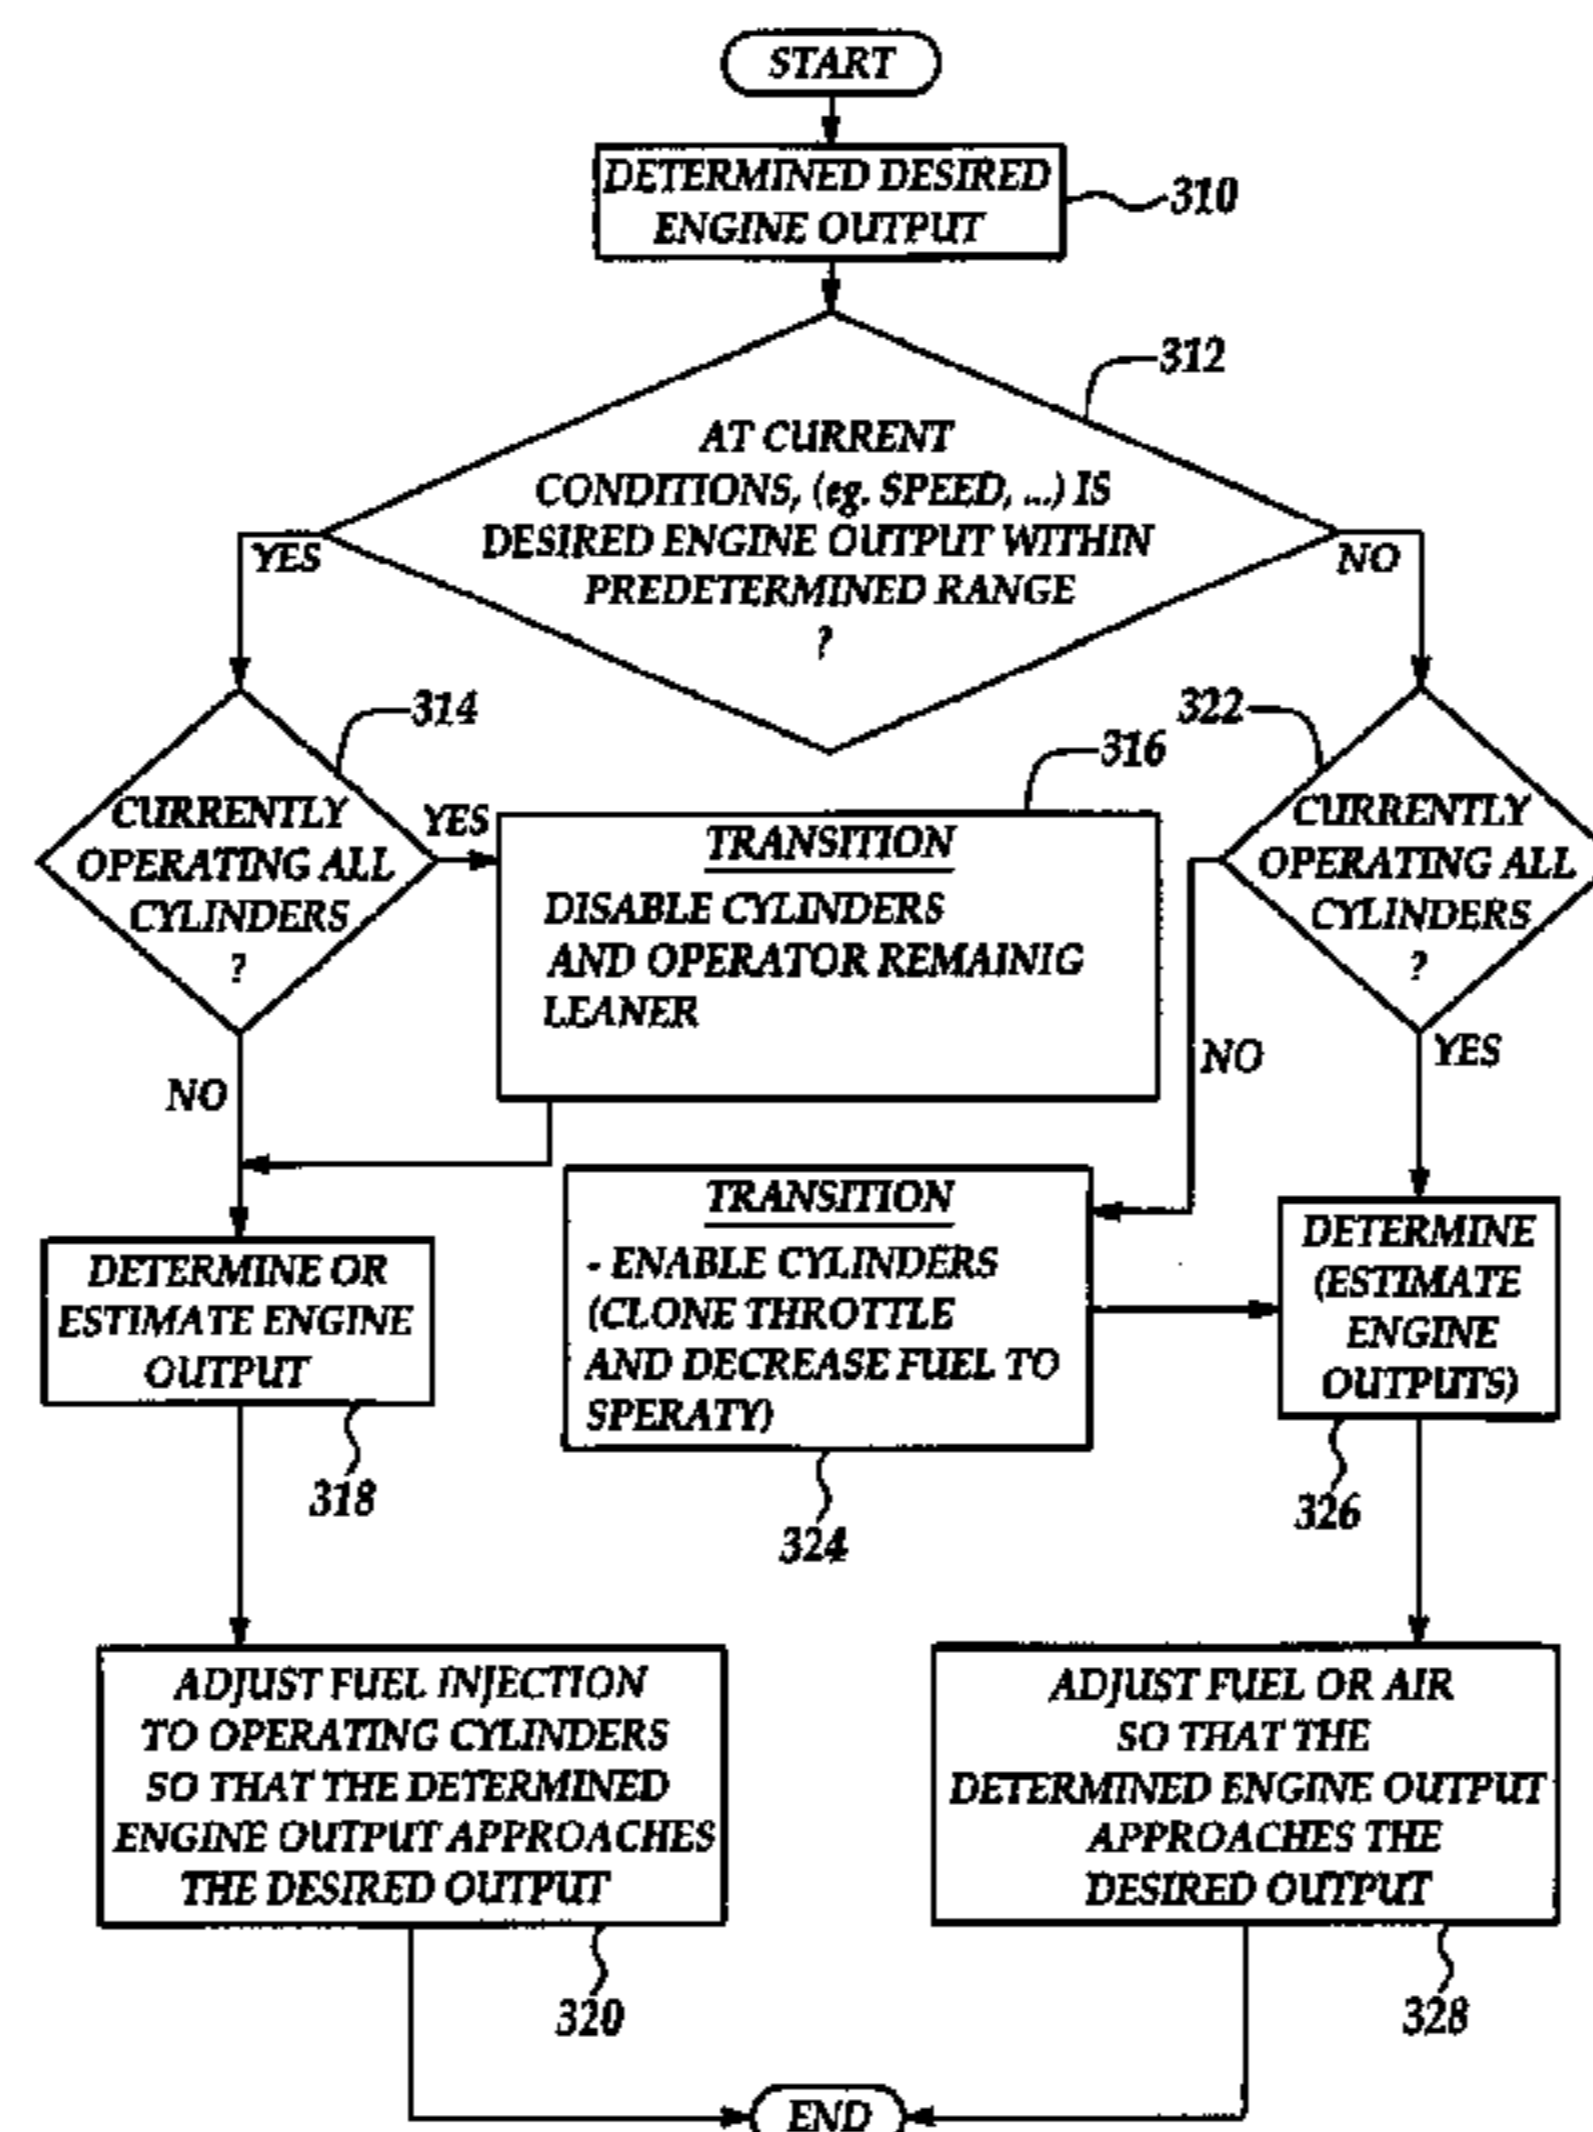 START
DETERMINED DESIRED
ENGINE OUTPUT
310
312
AT CURRENT
CONDITIONS, (eg. SPEED, ...) IS
DESIRED ENGINE OUTPUT WITHIN
PREDETERMINED RANGE
?
YES
NO
314
CURRENTLY
OPERATING ALL
CYLINDERS
?
YES
NO
316
TRANSITION
DISABLE CYLINDERS
AND OPERATOR REMAINIG
LEANER
322
CURRENTLY
OPERATING ALL
CYLINDERS
?
NO
YES
TRANSITION
- ENABLE CYLINDERS
(CLONE THROTTLE
AND DECREASE FUEL TO
SPERATY)
324
DETERMINE OR
ESTIMATE ENGINE
OUTPUT
318
DETERMINE
(ESTIMATE
ENGINE
OUTPUTS)
326
ADJUST FUEL INJECTION
TO OPERATING CYLINDERS
SO THAT THE DETERMINED
ENGINE OUTPUT APPROACHES
THE DESIRED OUTPUT
320
ADJUST FUEL OR AIR
SO THAT THE
DETERMINED ENGINE OUTPUT
APPROACHES THE
DESIRED OUTPUT
328
END